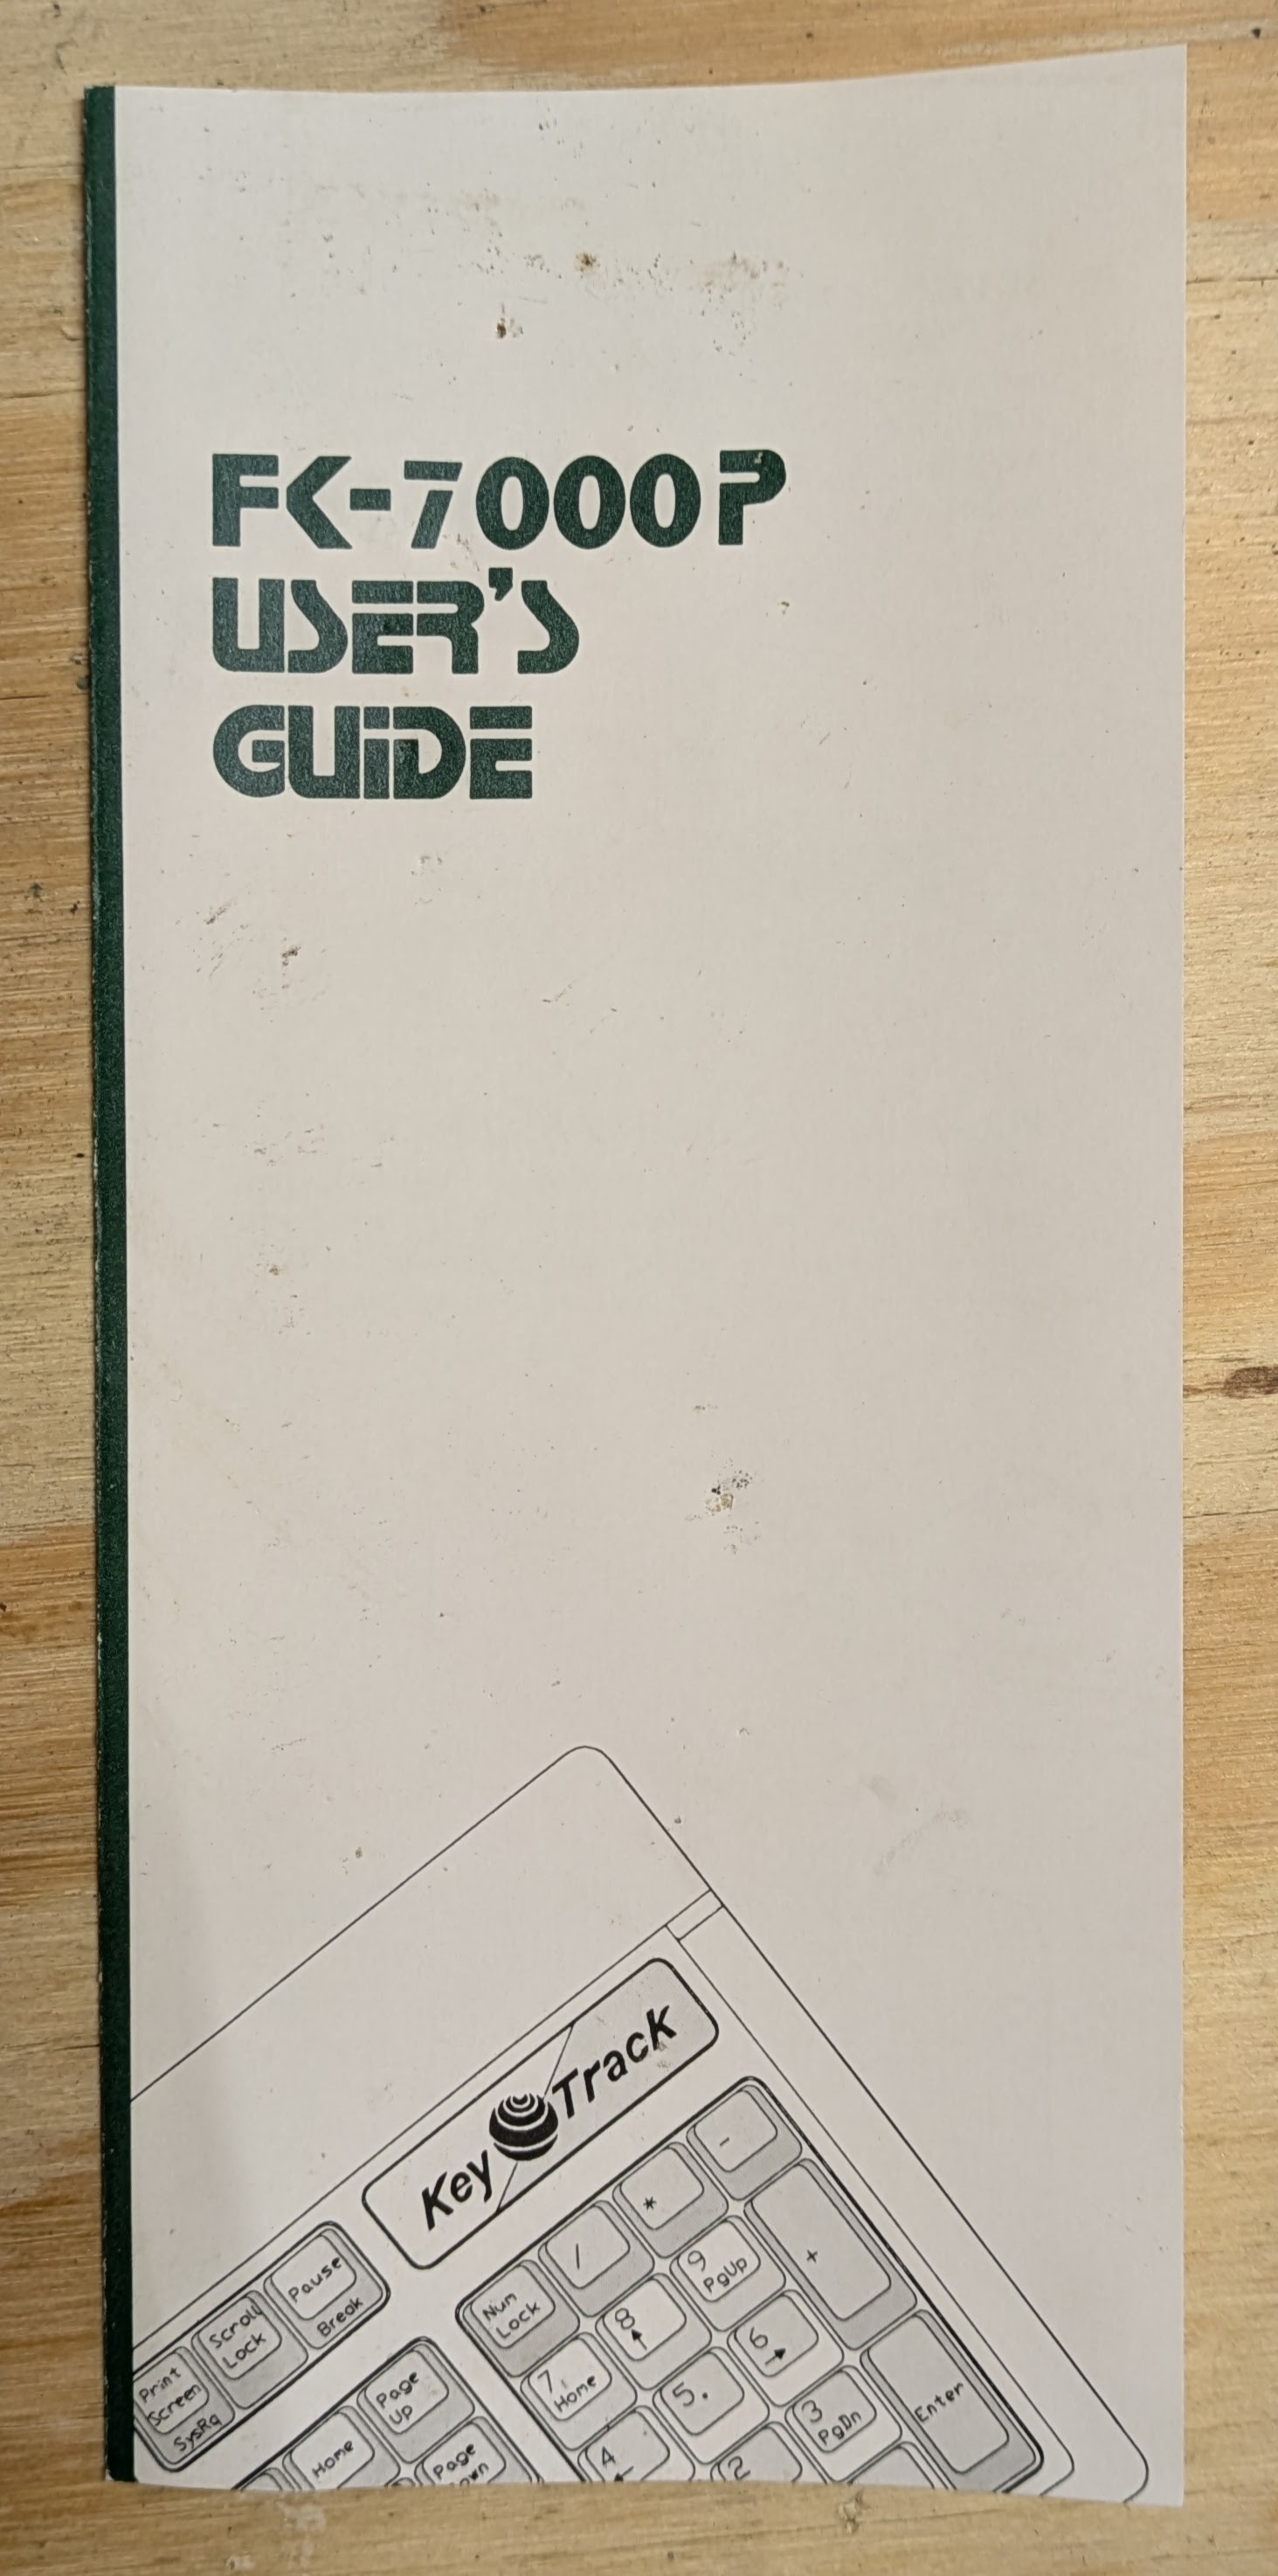 FK-7000P
USER'S
GUIDE
Key Track
Print
Screen
SysRq
Scroll
Lock
Pause
Break
Home
Page
Up
Page
Num
Lock
/
*
-
7
Home
8
↑
9
PgUp
+
4
←
5.
6
→
2
3
PgDn
Enter